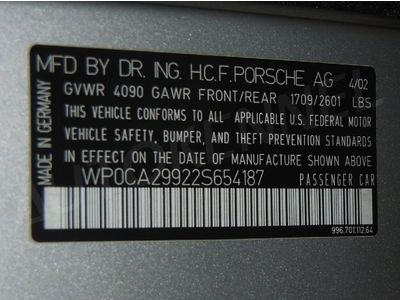 MFD BY DR. ING. H.C.F.PORSCHE AG 4/02
GVWR 4090 GAWR FRONT/REAR 1709/2601 LBS
THIS VEHICLE CONFORMS TO ALL APPLICABLE U.S. FEDERAL MOTOR
VEHICLE SAFETY, BUMPER, AND THEFT PREVENTION STANDARDS
IN EFFECT ON THE DATE OF MANUFACTURE SHOWN ABOVE
WP0CA29922S654187 PASSENGER CAR
MADE IN GERMANY
996.701.112.64